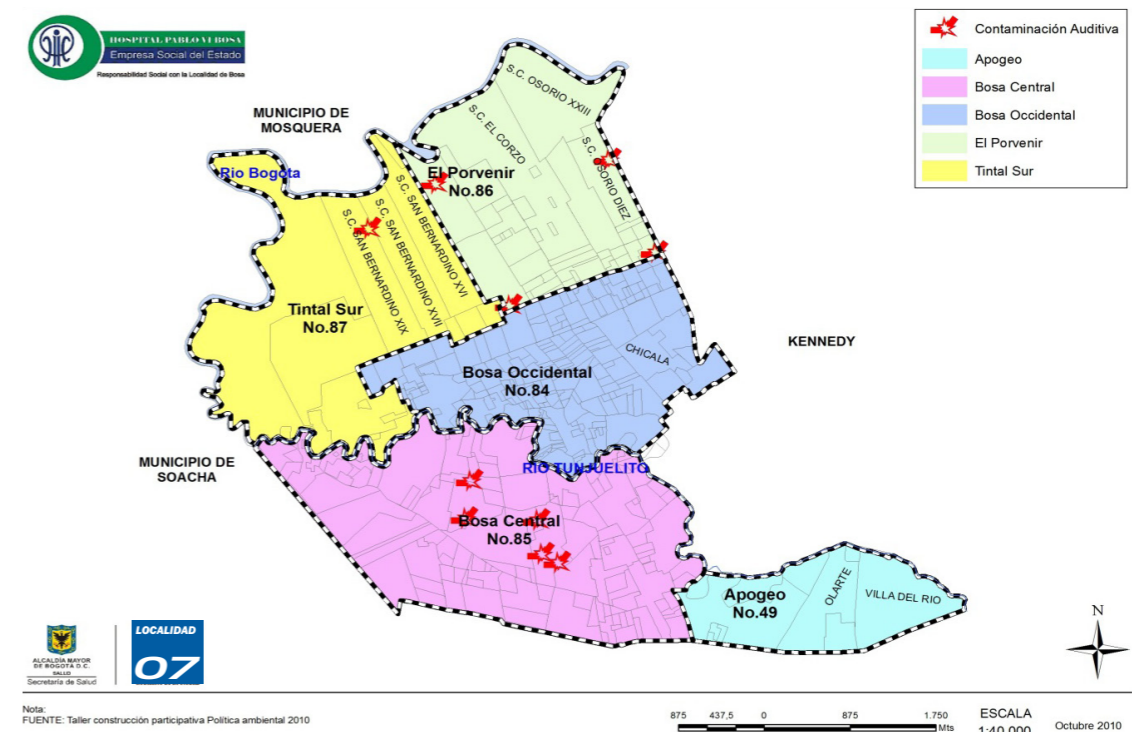 HOSPITAL PABLO VI BOSA
Empresa Social del Estado
Responsabilidad Social con la Localidad de Bosa
Contaminación Auditiva
Apogeo
Bosa Central
Bosa Occidental
El Porvenir
Tintal Sur
MUNICIPIO DE
MOSQUERA
S.C. OSORIO XXIII
S.C. EL CORZO
S.C. OSORIO DIEZ
Rio Bogota
El Porvenir
No.86
S.C. SAN BERNARDINO XVI
S.C. SAN BERNARDINO XVII
S.C. SAN BERNARDINO XIX
Tintal Sur
No.87
KENNEDY
CHICALA
Bosa Occidental
No.84
MUNICIPIO DE
SOACHA
RIO TUNJUELITO
Bosa Central
No.85
Apogeo
No.49
OLARTE
VILLA DEL RIO
N
ALCALDÍA MAYOR
DE BOGOTÁ D.C.
SALUD
Secretaría de Salud
LOCALIDAD
07
Nota:
FUENTE: Taller construcción participativa Política ambiental 2010
875 437,5 0 875 1.750
Mts
ESCALA
1:40.000
Octubre 2010